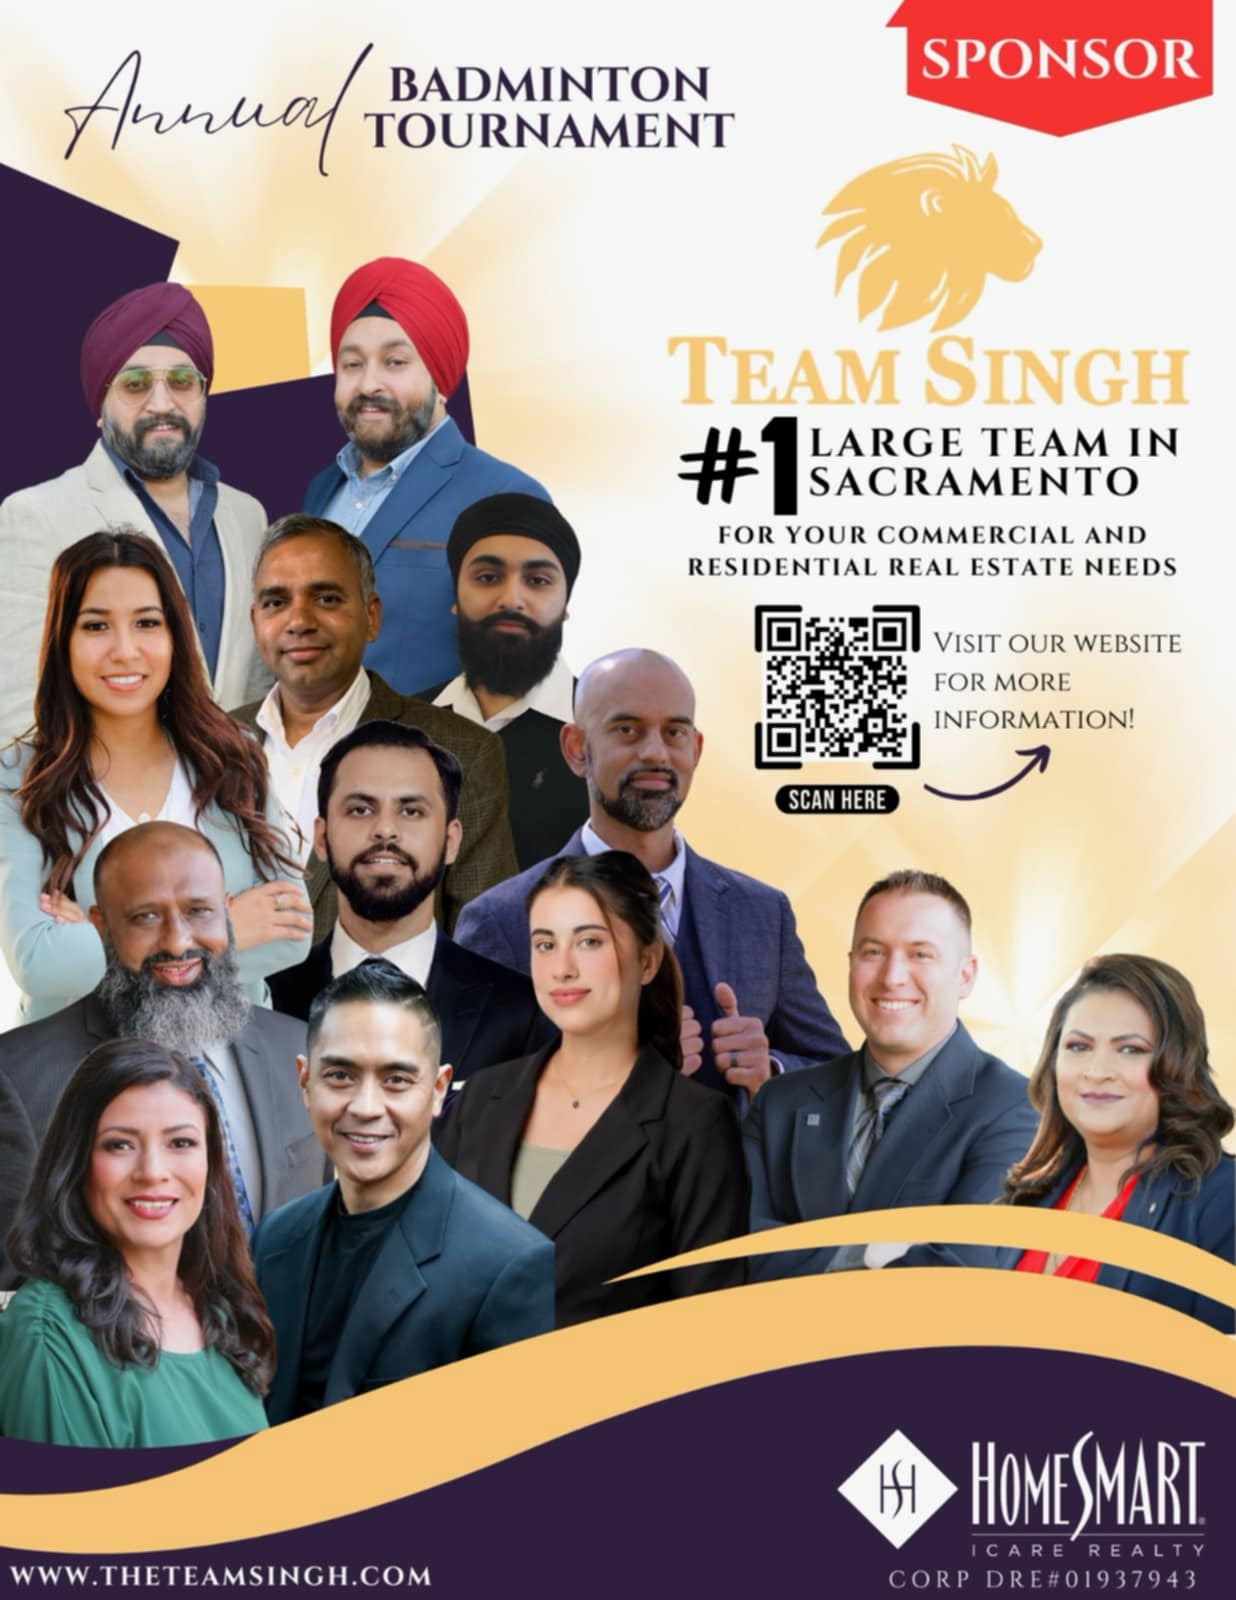 SPONSOR
Annual BADMINTON
TOURNAMENT
TEAM SINGH
#1 LARGE TEAM IN
SACRAMENTO
FOR YOUR COMMERCIAL AND
RESIDENTIAL REAL ESTATE NEEDS
VISIT OUR WEBSITE
FOR MORE
INFORMATION!
SCAN HERE
HS HOMESMART
ICARE REALTY
WWW.THETEAMSINGH.COM
CORP DRE#01937943